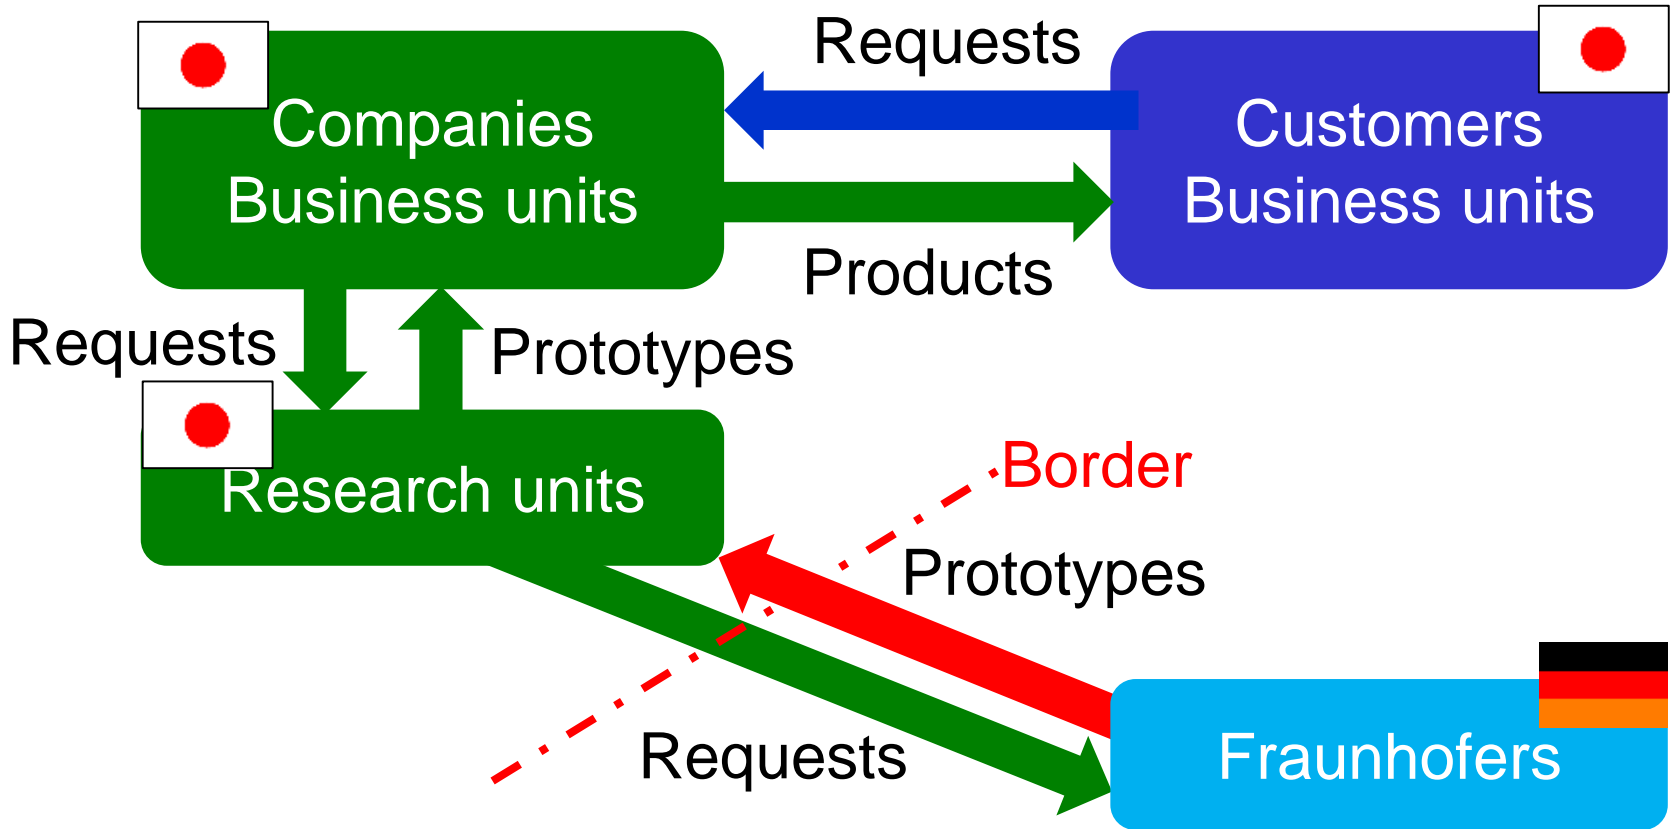 Requests
Companies
Business units
Customers
Business units
Products
Requests
Prototypes
Research units
Border
Prototypes
Requests
Fraunhofers